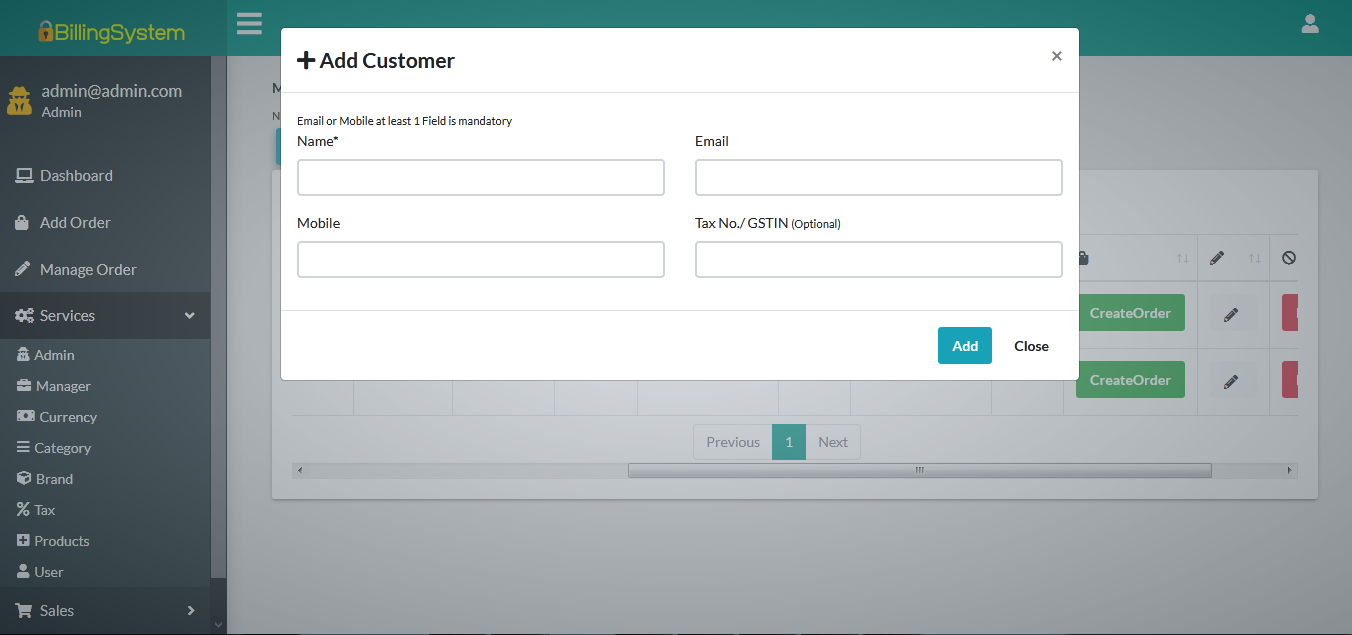 BillingSystem
admin@admin.com
Admin
Dashboard
Add Order
Manage Order
Services
Admin
Manager
Currency
Category
Brand
Tax
Products
User
Sales
Add Customer
×
Email or Mobile at least 1 Field is mandatory
Name*
Email
Mobile
Tax No./ GSTIN (Optional)
Add
Close
M
N
CreateOrder
CreateOrder
Previous
1
Next